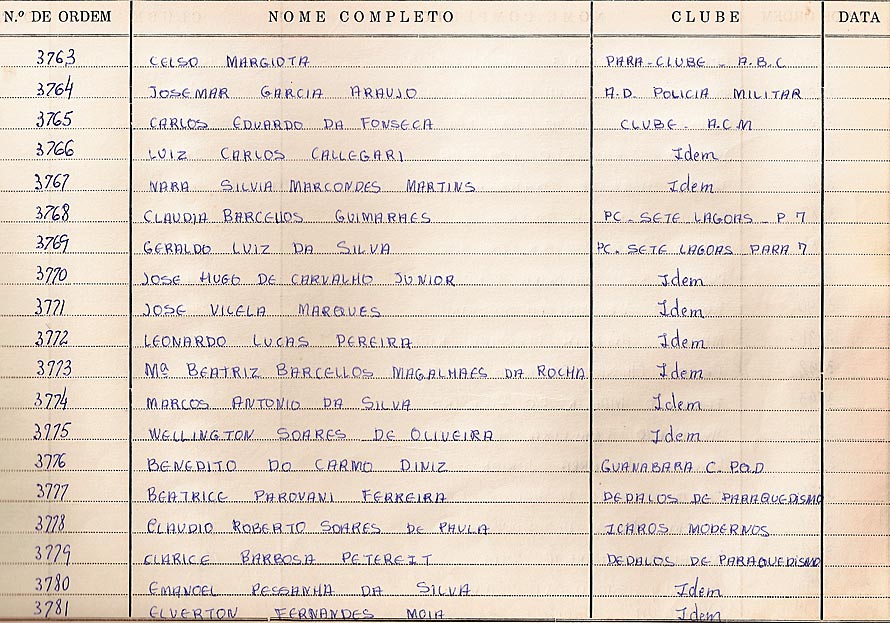 N.º DE ORDEM NOME COMPLETO CLUBE DATA
3763 CELSO MARGIOTA PARA-CLUBE - A.B.C
3764 JOSEMAR GARCIA ARAUJO A.D. POLICIA MILITAR
3765 CARLOS EDUARDO DA FONSECA CLUBE - A.C.M
3766 LUIZ CARLOS CALLEGARI Idem
3767 NARA SILVIA MARCONDES MARTINS Idem
3768 CLAUDIA BARCELLOS GUIMARAES PC. SETE LAGOAS - P. 7
3769 GERALDO LUIZ DA SILVA PC. SETE LAGOAS PARA 7
3770 JOSE HUGO DE CARVALHO JUNIOR Idem
3771 JOSE VILELA MARQUES Idem
3772 LEONARDO LUCAS PEREIRA Idem
3773 Mª BEATRIZ BARCELLOS MAGALHAES DA ROCHA Idem
3774 MARCOS ANTONIO DA SILVA Idem
3775 WELLINGTON SOARES DE OLIVEIRA Idem
3776 BENEDITO DO CARMO DINIZ GUANABARA C. PQD
3777 BEATRICE PAROVANI FERREIRA DEDALOS DE PARAQUEDISMO
3778 CLAUDIO ROBERTO SOARES DE PAULA ICAROS MODERNOS
3779 CLARICE BARBOSA PETEREIT DEDALOS DE PARAQUEDISMO
3780 EMANOEL PESSANHA DA SILVA Idem
3781 ELVERTON FERNANDES MOIA Idem